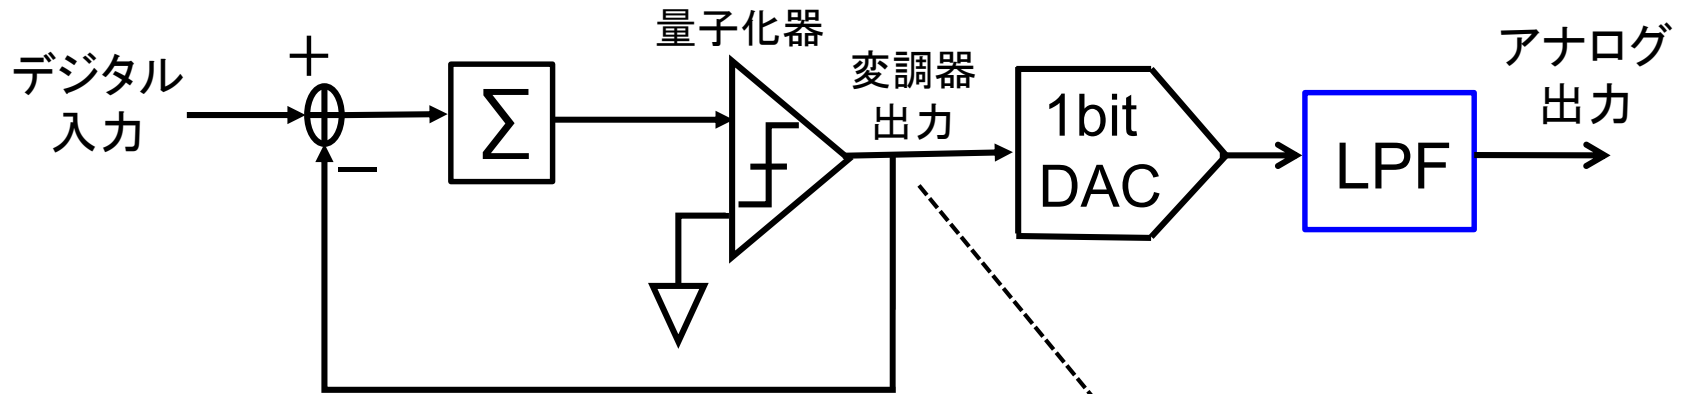 デジタル
入力
+
−
Σ
量子化器
変調器
出力
1bit
DAC
LPF
アナログ
出力